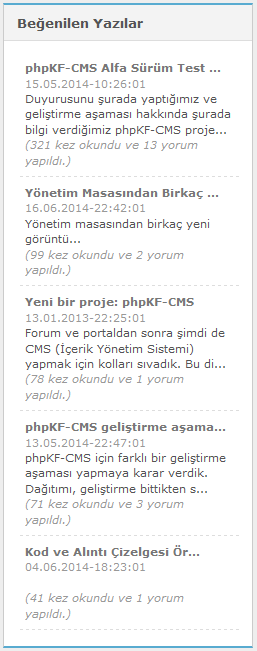 Beğenilen Yazılar
phpKF-CMS Alfa Sürüm Test ...
15.05.2014-10:26:01
Duyurusunu şurada yaptığımız ve
geliştirme aşaması hakkında şurada
bilgi verdiğimiz phpKF-CMS proje...
(321 kez okundu ve 13 yorum
yapıldı.)
Yönetim Masasından Birkaç ...
16.06.2014-22:42:01
Yönetim masasından birkaç yeni
görüntü...
(99 kez okundu ve 2 yorum
yapıldı.)
Yeni bir proje: phpKF-CMS
13.01.2013-22:25:01
Forum ve portaldan sonra şimdi de
CMS (İçerik Yönetim Sistemi)
yapmak için kolları sıvadık. Bu di...
(78 kez okundu ve 1 yorum
yapıldı.)
phpKF-CMS geliştirme aşama...
13.05.2014-22:47:01
phpKF-CMS için farklı bir geliştirme
aşaması yapmaya karar verdik.
Dağıtımı, geliştirme bittikten s...
(71 kez okundu ve 3 yorum
yapıldı.)
Kod ve Alıntı Çizelgesi Ör...
04.06.2014-18:23:01
(41 kez okundu ve 1 yorum
yapıldı.)